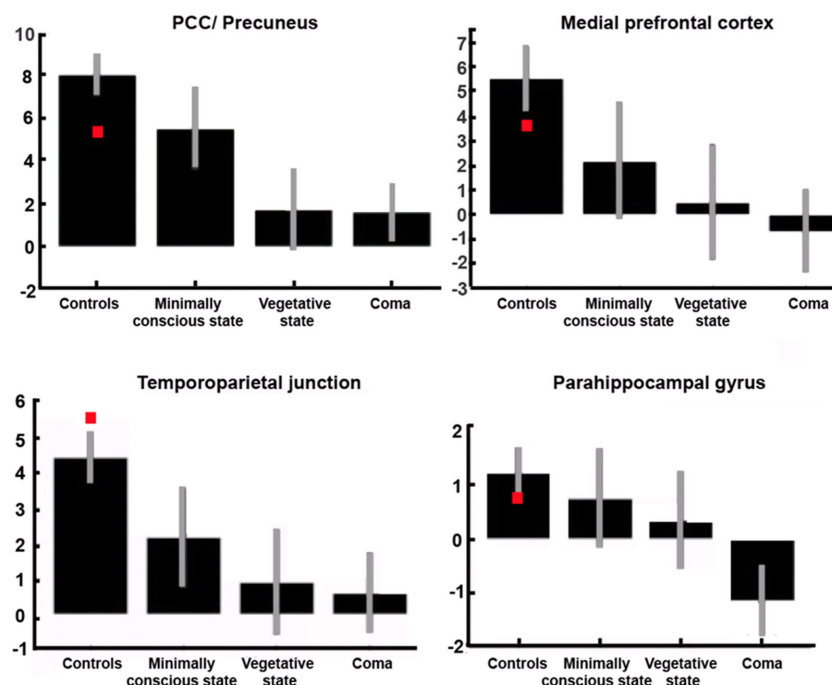 PCC/ Precuneus
10
8
6
4
2
0
-2
Controls
Minimally
conscious state
Vegetative
state
Coma
Medial prefrontal cortex
7
6
5
4
3
2
1
0
-1
-2
-3
Controls
Minimally
conscious state
Vegetative
state
Coma
Temporoparietal junction
6
5
4
3
2
1
0
-1
Controls
Minimally
conscious state
Vegetative
state
Coma
Parahippocampal gyrus
2
1
0
-1
-2
Controls
Minimally
conscious state
Vegetative
state
Coma